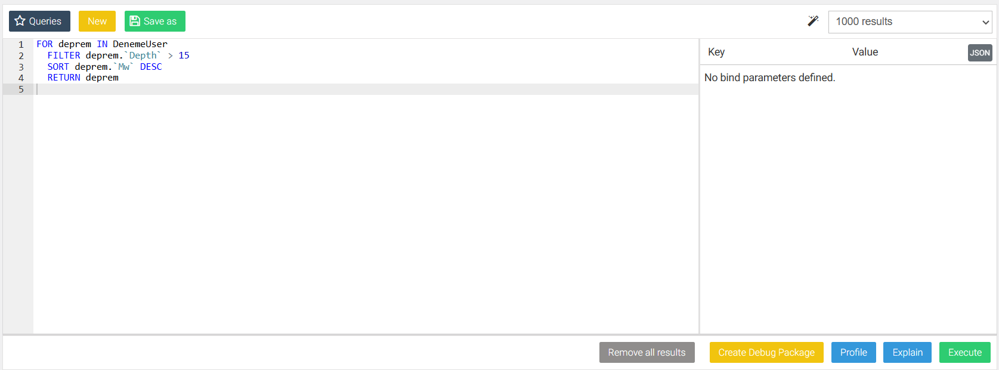 Queries New Save as 1000 results
1 FOR deprem IN DenemeUser
2 FILTER deprem.`Depth` > 15
3 SORT deprem.`Mw` DESC
4 RETURN deprem
5
Key Value JSON
No bind parameters defined.
Remove all results Create Debug Package Profile Explain Execute